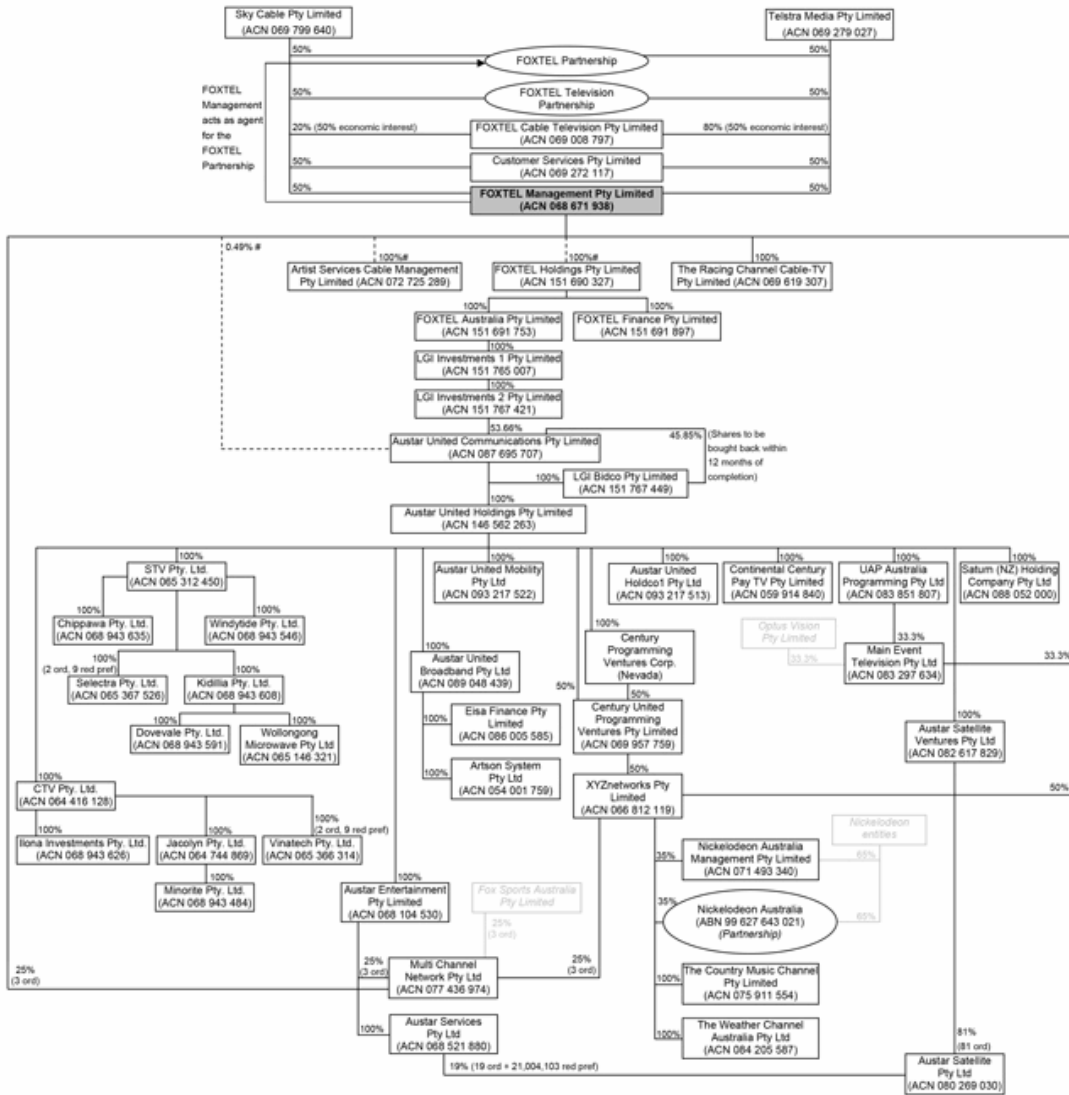 Sky Cable Pty Limited
(ACN 069 799 640)
Telstra Media Pty Limited
(ACN 069 279 027)
50%
50%
FOXTEL Partnership
FOXTEL
Management
acts as agent
for the
FOXTEL
Partnership
50%
FOXTEL Television
Partnership
50%
20% (50% economic interest)
FOXTEL Cable Television Pty Limited
(ACN 069 008 797)
80% (50% economic interest)
50%
Customer Services Pty Limited
(ACN 069 272 117)
50%
50%
FOXTEL Management Pty Limited
(ACN 068 671 938)
50%
0.49% #
100%#
Artist Services Cable Management
Pty Limited (ACN 072 725 289)
100%#
FOXTEL Holdings Pty Limited
(ACN 151 690 327)
100%
The Racing Channel Cable-TV
Pty Limited (ACN 069 619 307)
100%
FOXTEL Australia Pty Limited
(ACN 151 691 753)
100%
FOXTEL Finance Pty Limited
(ACN 151 691 897)
100%
LGI Investments 1 Pty Limited
(ACN 151 765 007)
100%
LGI Investments 2 Pty Limited
(ACN 151 767 421)
53.66%
Austar United Communications Pty Limited
(ACN 087 695 707)
45.85%
(Shares to be
bought back within
12 months of
completion)
100%
LGI Bidco Pty Limited
(ACN 151 767 449)
100%
Austar United Holdings Pty Limited
(ACN 146 562 263)
100%
STV Pty. Ltd.
(ACN 065 312 450)
100%
Austar United Mobility
Pty Ltd
(ACN 093 217 522)
100%
Austar United
Holdco1 Pty Ltd
(ACN 093 217 513)
100%
Continental Century
Pay TV Pty Limited
(ACN 059 914 840)
100%
UAP Australia
Programming Pty Ltd
(ACN 083 851 807)
100%
Saturn (NZ) Holding
Company Pty Ltd
(ACN 088 052 000)
100%
Chippawa Pty. Ltd.
(ACN 068 943 635)
100%
Windytide Pty. Ltd.
(ACN 068 943 546)
100%
(2 ord, 9 red pref)
Selectra Pty. Ltd.
(ACN 065 367 526)
100%
Kidillia Pty. Ltd.
(ACN 068 943 608)
100%
Dovevale Pty. Ltd.
(ACN 068 943 591)
100%
Wollongong
Microwave Pty Ltd
(ACN 065 146 321)
100%
Austar United
Broadband Pty Ltd
(ACN 089 048 439)
100%
Eisa Finance Pty
Limited
(ACN 086 005 585)
100%
Artson System
Pty Ltd
(ACN 054 001 759)
100%
Century
Programming
Ventures Corp.
(Nevada)
50%
50%
Century United
Programming
Ventures Pty Limited
(ACN 069 957 759)
50%
XYZnetworks Pty
Limited
(ACN 066 812 119)
50%
Optus Vision
Pty Limited
33.3%
33.3%
Main Event
Television Pty Ltd
(ACN 083 297 634)
33.3%
100%
Austar Satellite
Ventures Pty Ltd
(ACN 082 617 829)
100%
CTV Pty. Ltd.
(ACN 064 416 128)
100%
Ilona Investments Pty. Ltd.
(ACN 068 943 626)
100%
Jacolyn Pty. Ltd.
(ACN 064 744 869)
100%
(2 ord, 9 red pref)
Vinatech Pty. Ltd.
(ACN 065 366 314)
100%
Minorite Pty. Ltd.
(ACN 068 943 484)
100%
Austar Entertainment
Pty Limited
(ACN 068 104 530)
Fox Sports Australia
Pty Limited
25%
(3 ord)
35%
Nickelodeon Australia
Management Pty Limited
(ACN 071 493 340)
Nickelodeon
entities
65%
35%
Nickelodeon Australia
(ABN 99 627 643 021)
(Partnership)
65%
25%
(3 ord)
25%
(3 ord)
Multi Channel
Network Pty Ltd
(ACN 077 436 974)
25%
(3 ord)
100%
The Country Music Channel
Pty Limited
(ACN 075 911 554)
100%
Austar Services
Pty Ltd
(ACN 068 521 880)
100%
The Weather Channel
Australia Pty Ltd
(ACN 084 205 587)
19% (19 ord + 21,004,103 red pref)
81%
(81 ord)
Austar Satellite
Pty Ltd
(ACN 080 269 030)